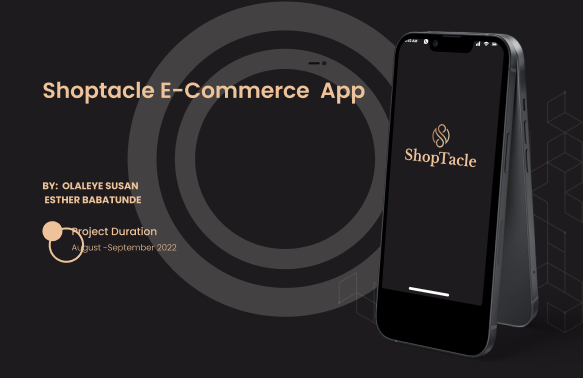 Shoptacle E-Commerce App
BY: OLALEYE SUSAN
ESTHER BABATUNDE
Project Duration
August -September 2022
ShopTacle